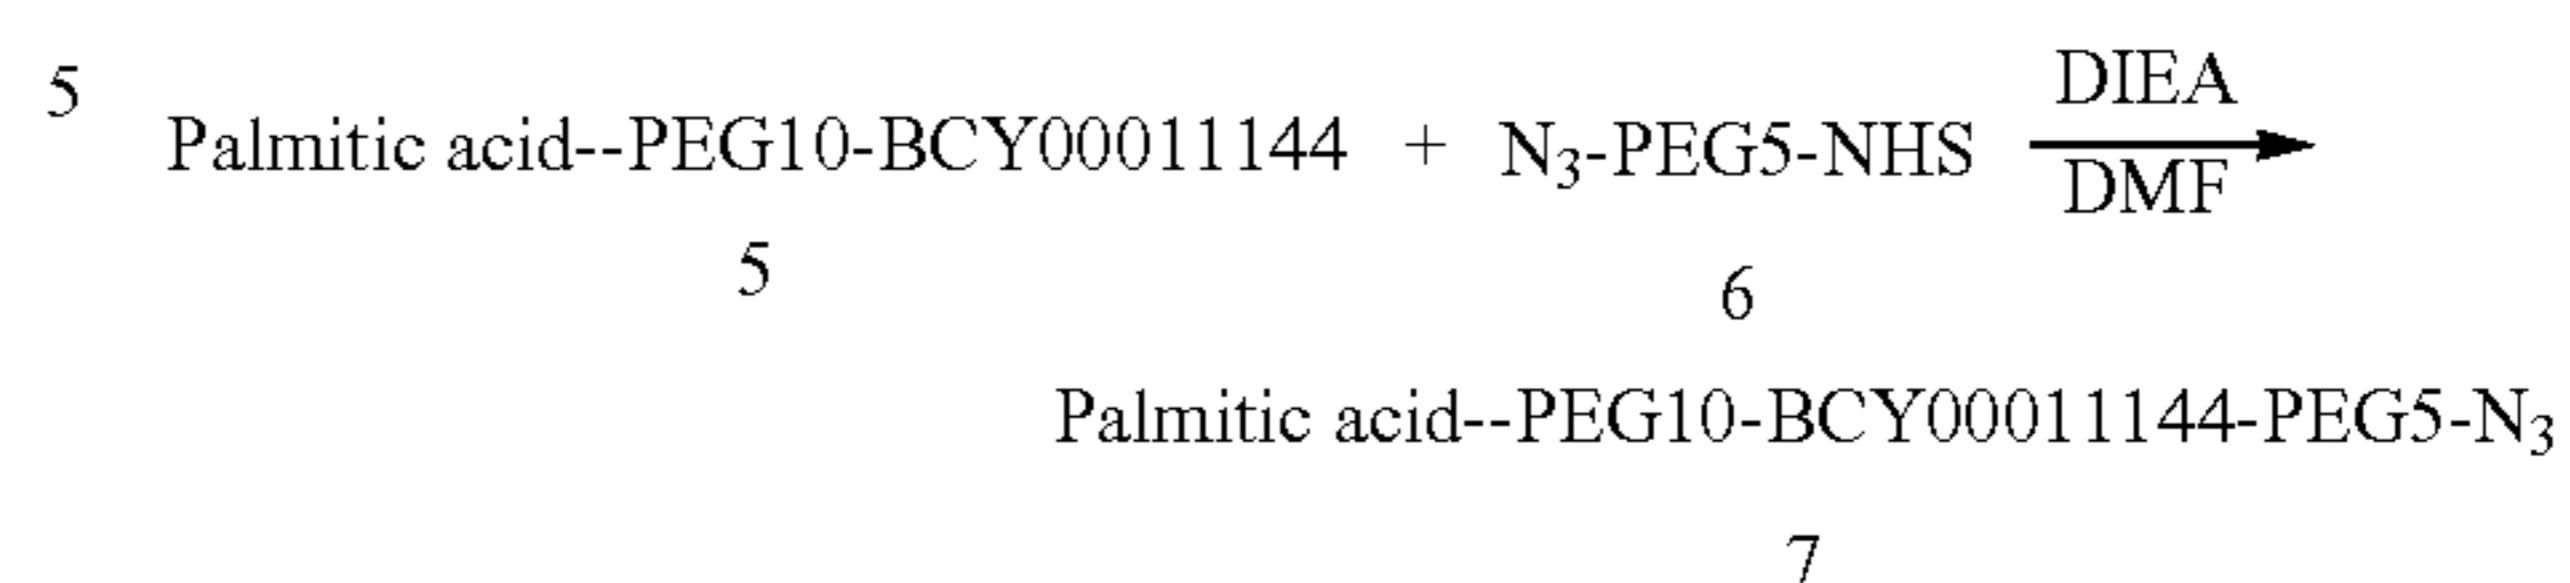 5
DIEA
Palmitic acid--PEG10-BCY00011144 + N3-PEG5-NHS
DMF
5
6
Palmitic acid--PEG10-BCY00011144-PEG5-N3
7